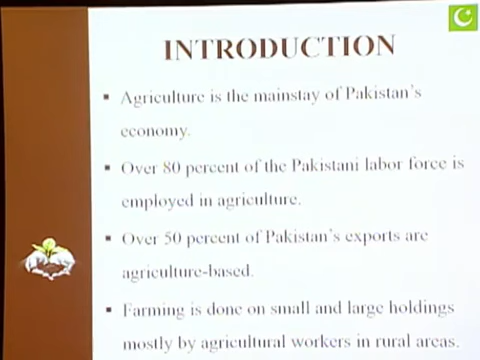 INTRODUCTION
▪ Agriculture is the mainstay of Pakistan's
economy.
▪ Over 80 percent of the Pakistani labor force is
employed in agriculture.
▪ Over 50 percent of Pakistan's exports are
agriculture-based.
▪ Farming is done on small and large holdings
mostly by agricultural workers in rural areas.